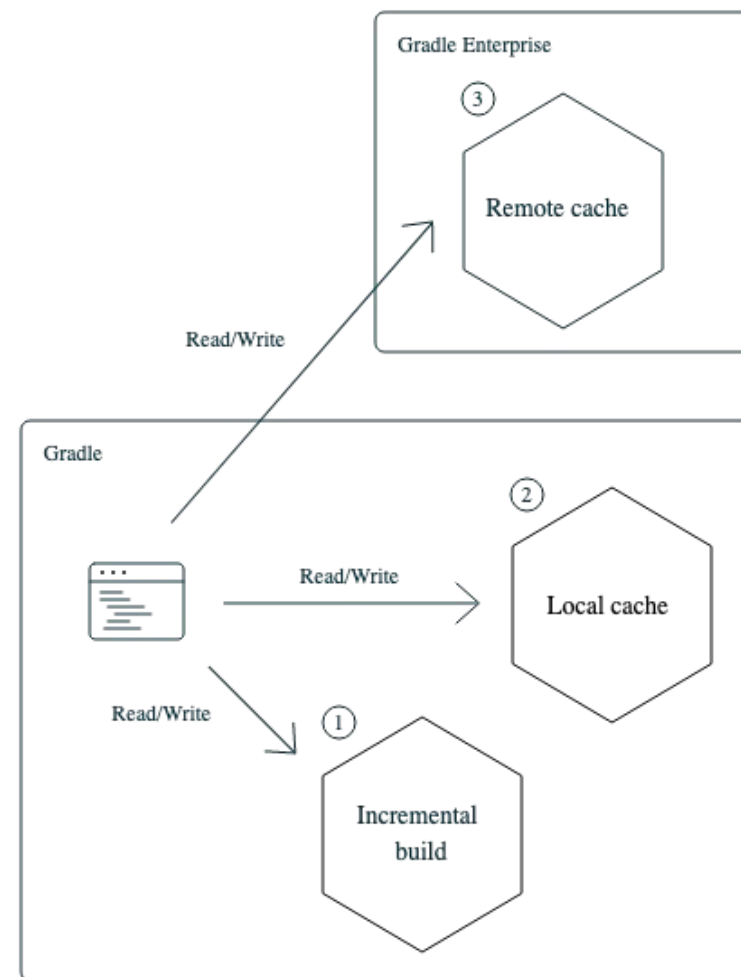 Gradle Enterprise
3
Remote cache
Read/Write
Gradle
2
Read/Write
Local cache
Read/Write
1
Incremental
build